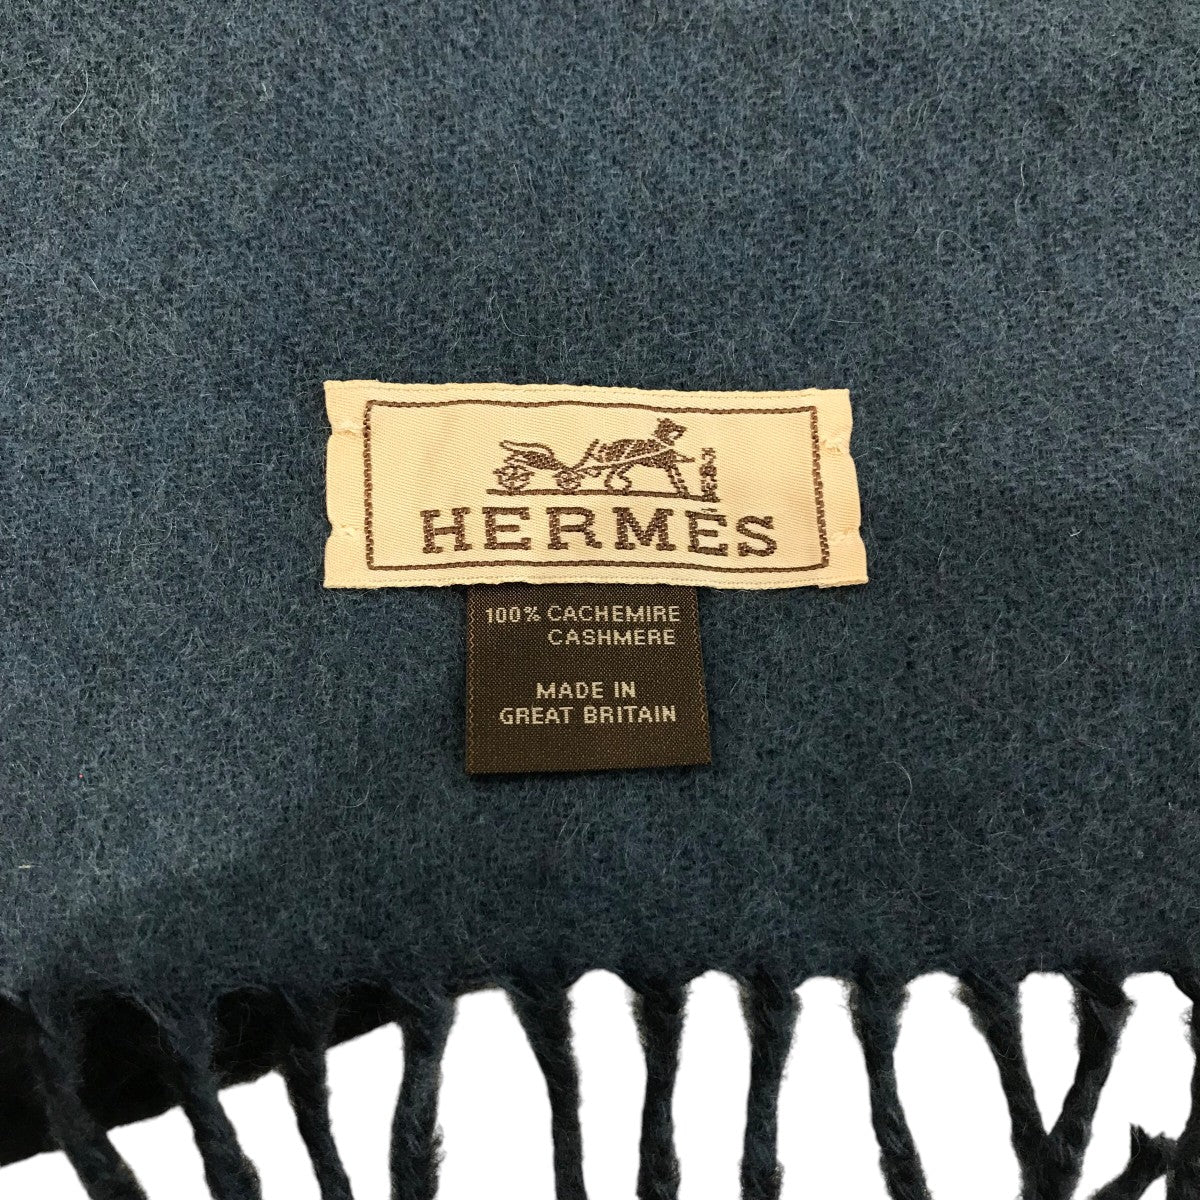 HERMÈS
100% CACHEMIRE
CASHMERE
MADE IN
GREAT BRITAIN